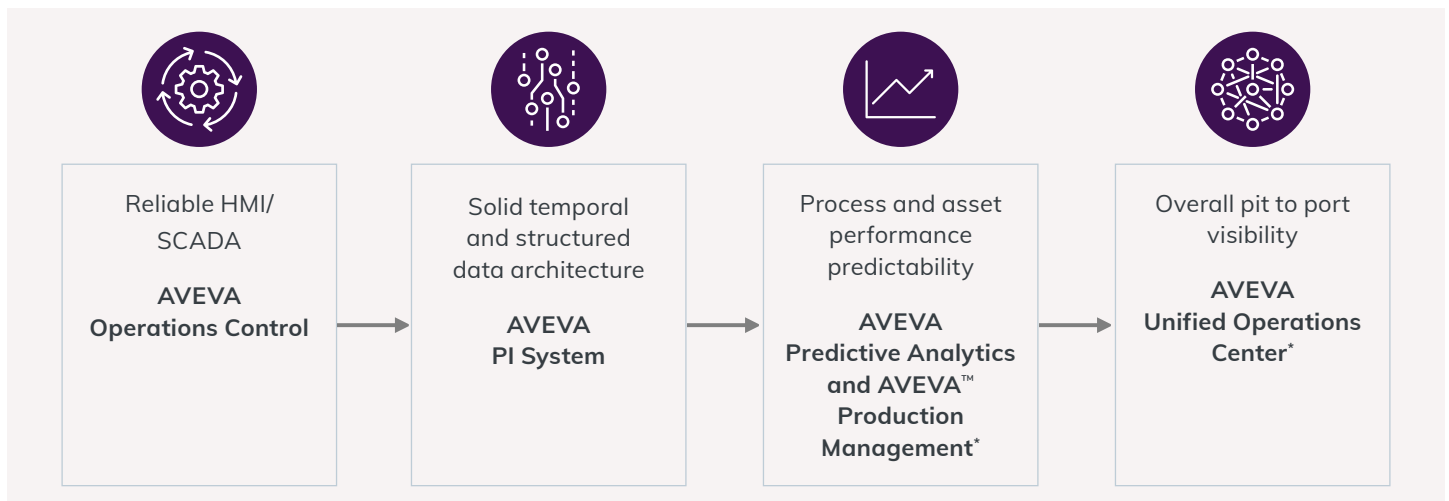 Reliable HMI/
SCADA
AVEVA
Operations Control
Solid temporal
and structured
data architecture
AVEVA
PI System
Process and asset
performance
predictability
AVEVA
Predictive Analytics
and AVEVA™
Production
Management*
Overall pit to port
visibility
AVEVA
Unified Operations
Center*